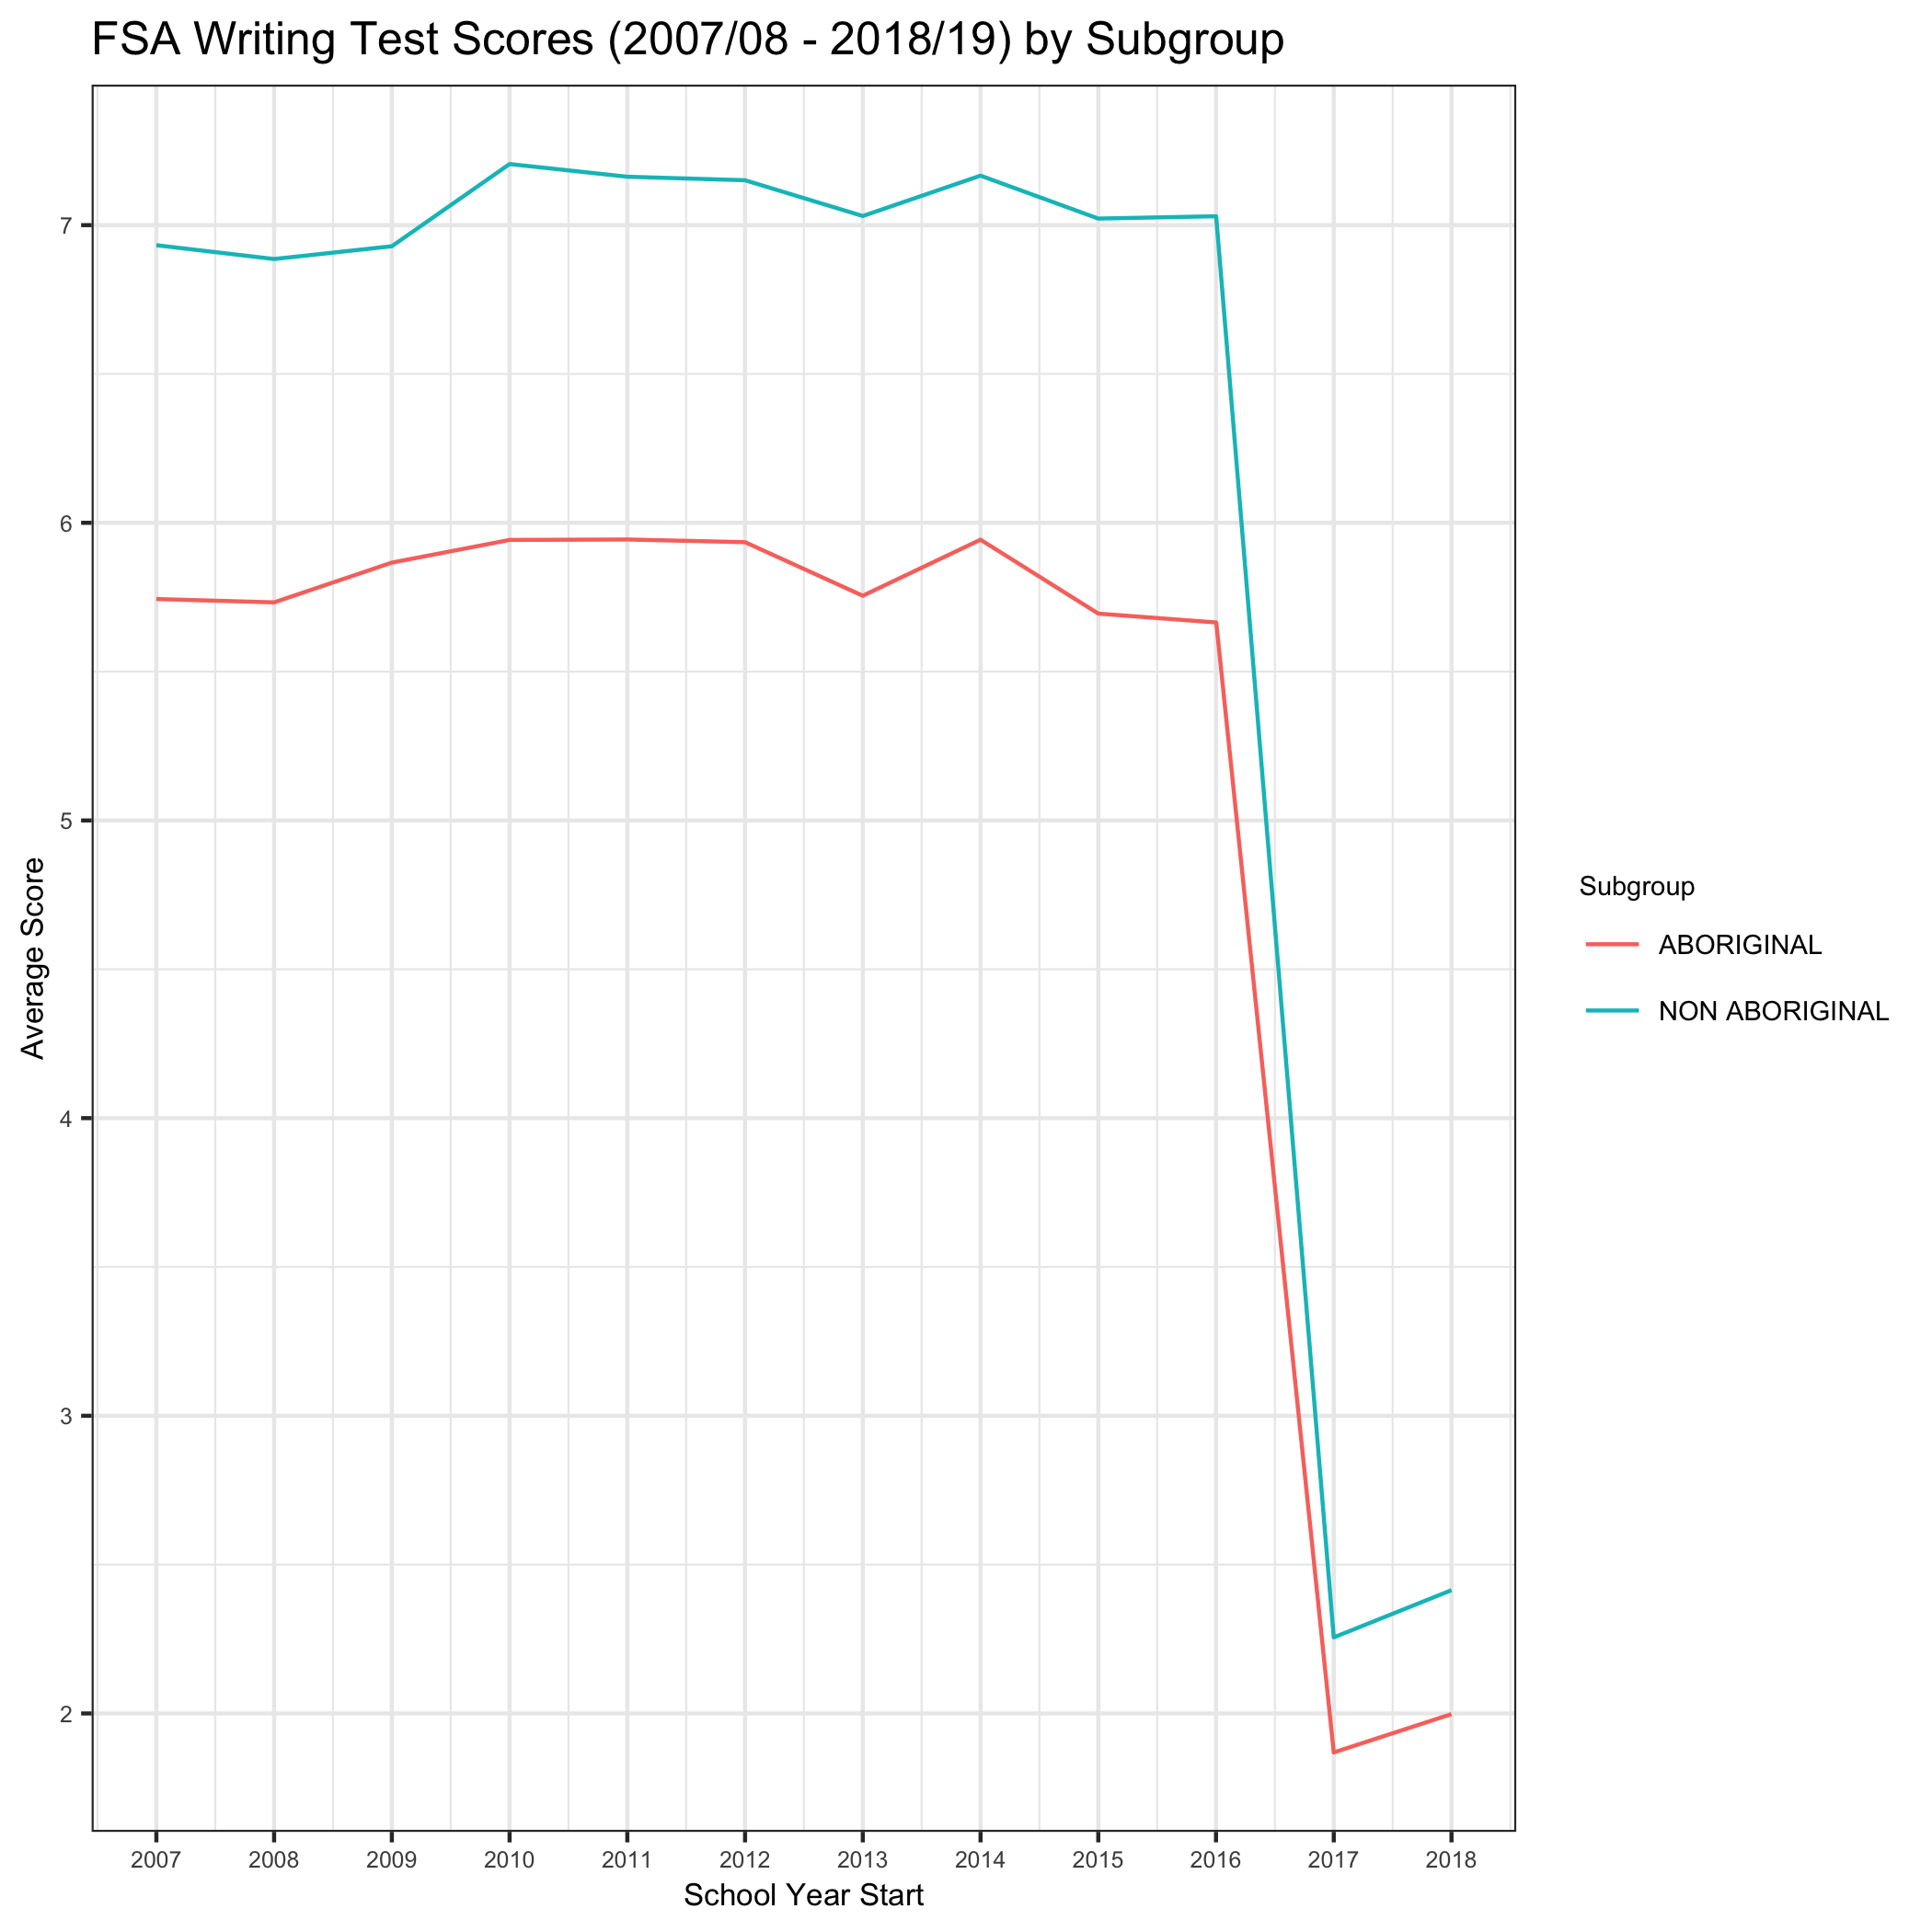 FSA Writing Test Scores (2007/08 - 2018/19) by Subgroup
7
6
5
4
3
2
Average Score
2007 2008 2009 2010 2011 2012 2013 2014 2015 2016 2017 2018
School Year Start
Subgroup
ABORIGINAL
NON ABORIGINAL